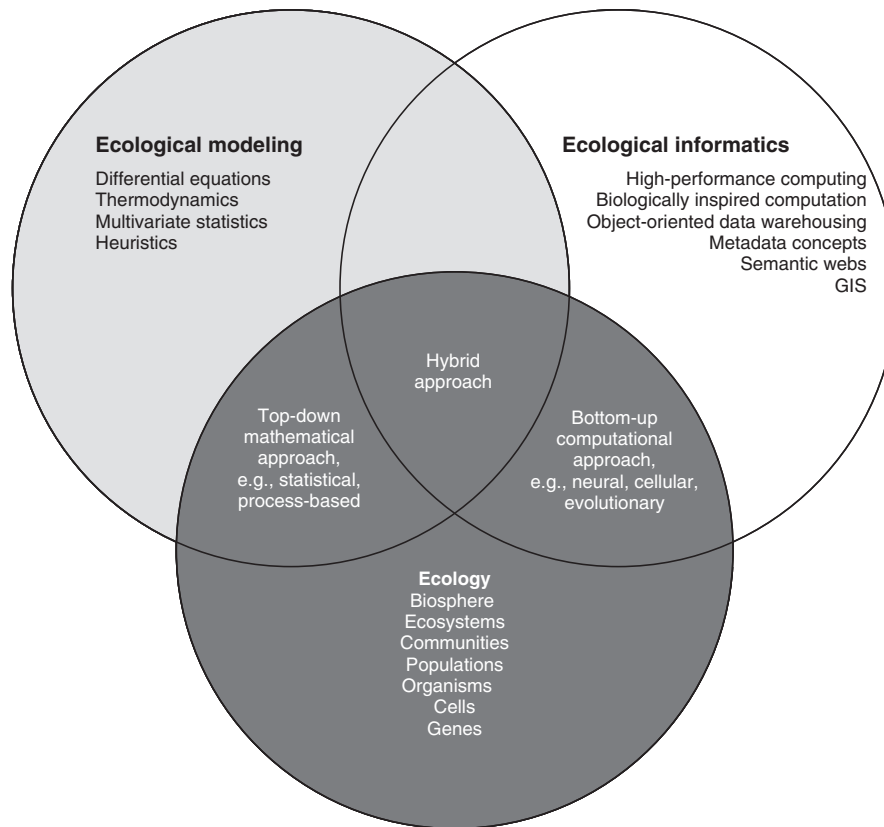 Ecological modeling
Differential equations
Thermodynamics
Multivariate statistics
Heuristics
Ecological informatics
High-performance computing
Biologically inspired computation
Object-oriented data warehousing
Metadata concepts
Semantic webs
GIS
Hybrid
approach
Top-down
mathematical
approach,
e.g., statistical,
process-based
Bottom-up
computational
approach,
e.g., neural, cellular,
evolutionary
Ecology
Biosphere
Ecosystems
Communities
Populations
Organisms
Cells
Genes